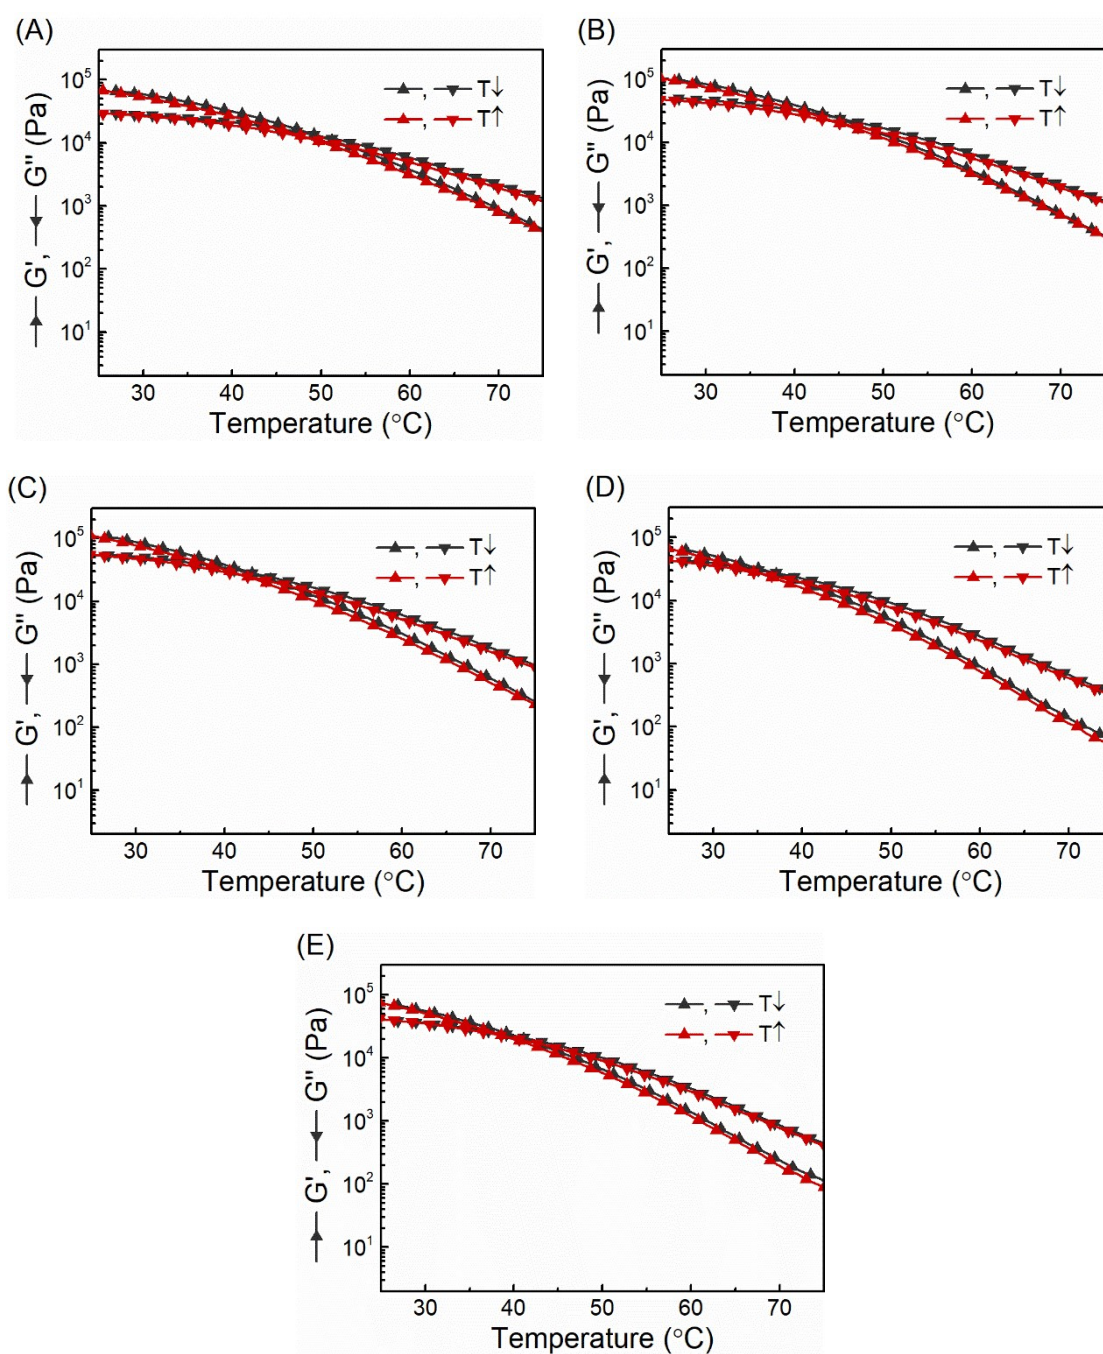 (A)
G', G" (Pa)
10⁵
10⁴
10³
10²
10¹
, T↓
, T↑
30 40 50 60 70
Temperature (°C)
(B)
G', G" (Pa)
10⁵
10⁴
10³
10²
10¹
, T↓
, T↑
30 40 50 60 70
Temperature (°C)
(C)
G', G" (Pa)
10⁵
10⁴
10³
10²
10¹
, T↓
, T↑
30 40 50 60 70
Temperature (°C)
(D)
G', G" (Pa)
10⁵
10⁴
10³
10²
10¹
, T↓
, T↑
30 40 50 60 70
Temperature (°C)
(E)
G', G" (Pa)
10⁵
10⁴
10³
10²
10¹
, T↓
, T↑
30 40 50 60 70
Temperature (°C)